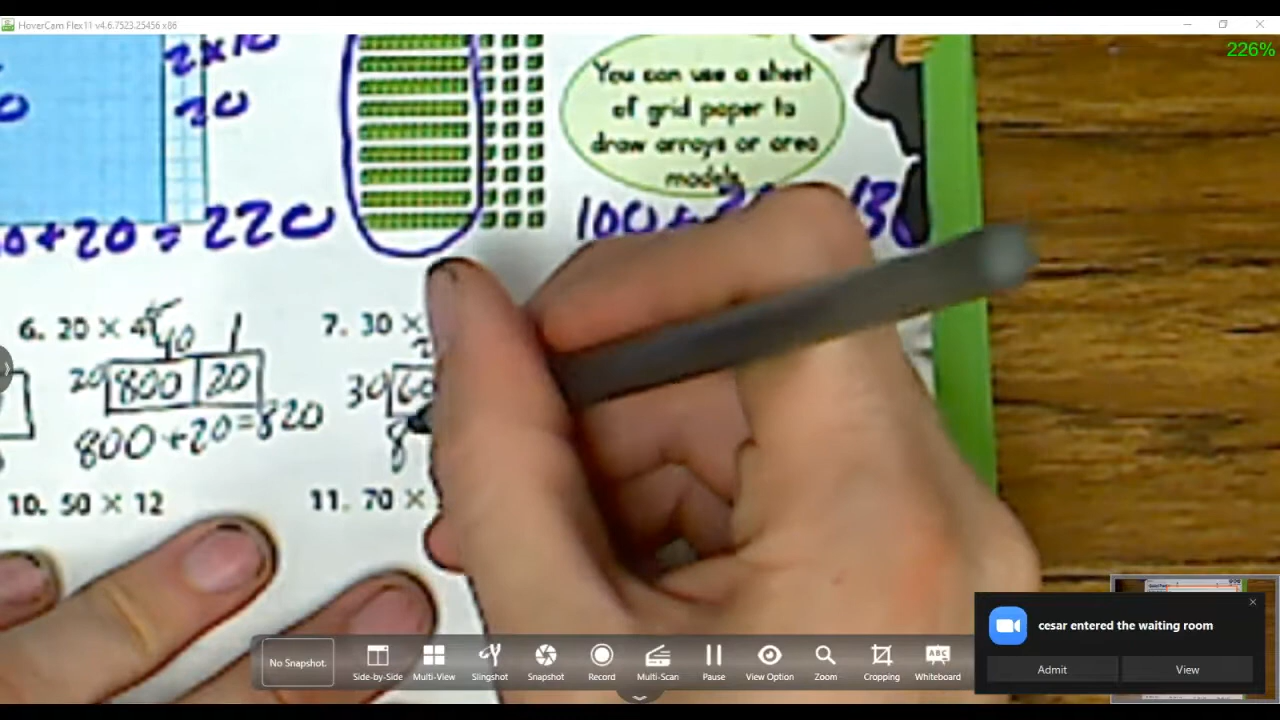 HoverCam Flex11 v4.6.7523.25456 x86
226%
2x10
20
You can use a sheet
of grid paper to
draw arrays or area
models.
+20 = 220
100+
6. 20 × 41
40 1
20 800 20
800+20=820
7. 30 ×
30
8
10. 50 × 12
11. 70 ×
cesar entered the waiting room
Admit View
No Snapshot.
Side-by-Side Multi-View Slingshot Snapshot Record Multi-Scan Pause View Option Zoom Cropping Whiteboard
ABC